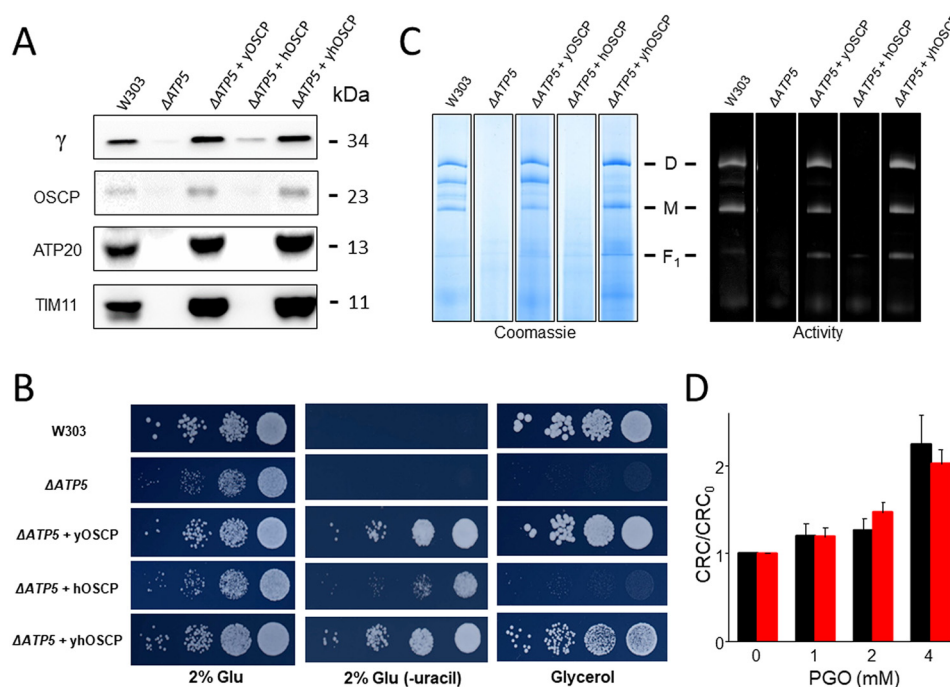 A
W303
ΔATP5
ΔATP5 + yOSCP
ΔATP5 + hOSCP
ΔATP5 + yhOSCP
kDa
γ
34
OSCP
23
ATP20
13
TIM11
11
C
W303
ΔATP5
ΔATP5 + yOSCP
ΔATP5 + hOSCP
ΔATP5 + yhOSCP
W303
ΔATP5
ΔATP5 + yOSCP
ΔATP5 + hOSCP
ΔATP5 + yhOSCP
D
M
F1
Coomassie
Activity
B
W303
ΔATP5
ΔATP5 + yOSCP
ΔATP5 + hOSCP
ΔATP5 + yhOSCP
2% Glu
2% Glu (-uracil)
Glycerol
D
CRC/CRC0
2
1
0
0 1 2 4
PGO (mM)